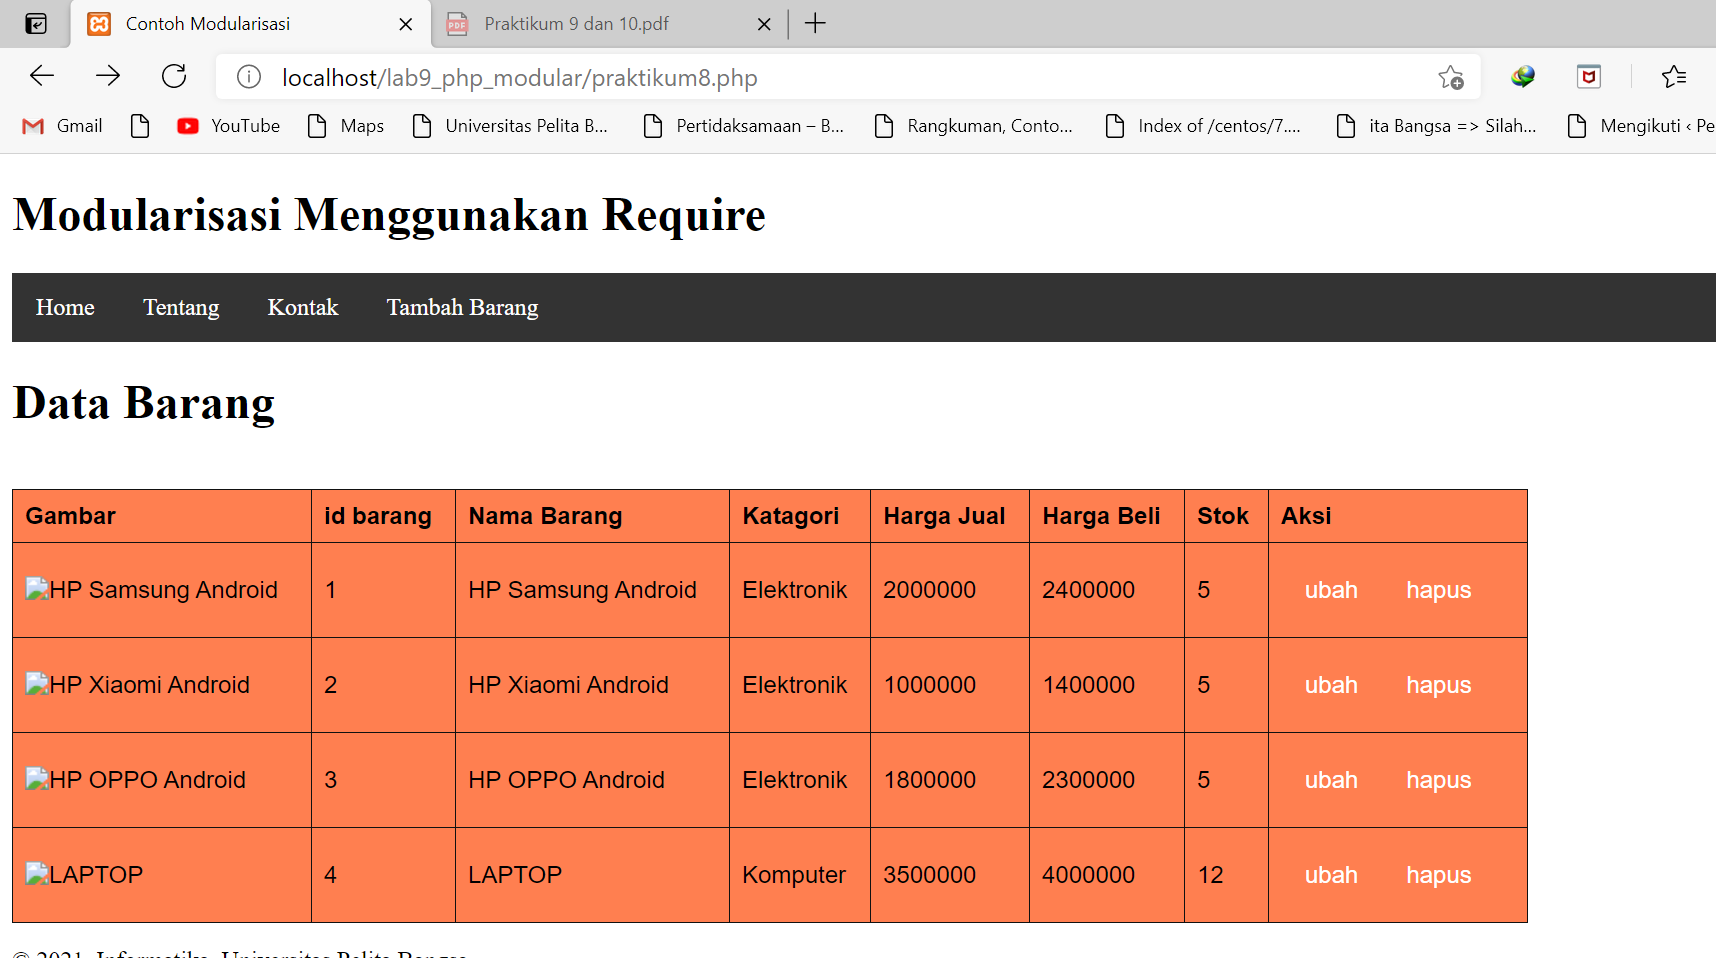 Contoh Modularisasi Praktikum 9 dan 10.pdf
localhost/lab9_php_modular/praktikum8.php
Gmail YouTube Maps Universitas Pelita B... Pertidaksamaan – B... Rangkuman, Conto... Index of /centos/7.... ita Bangsa => Silah... Mengikuti ‹ Pe
Modularisasi Menggunakan Require
Home Tentang Kontak Tambah Barang
Data Barang
Gambar id barang Nama Barang Katagori Harga Jual Harga Beli Stok Aksi
HP Samsung Android 1 HP Samsung Android Elektronik 2000000 2400000 5 ubah hapus
HP Xiaomi Android 2 HP Xiaomi Android Elektronik 1000000 1400000 5 ubah hapus
HP OPPO Android 3 HP OPPO Android Elektronik 1800000 2300000 5 ubah hapus
LAPTOP 4 LAPTOP Komputer 3500000 4000000 12 ubah hapus
© 2021, Informatika, Universitas Pelita Bangsa